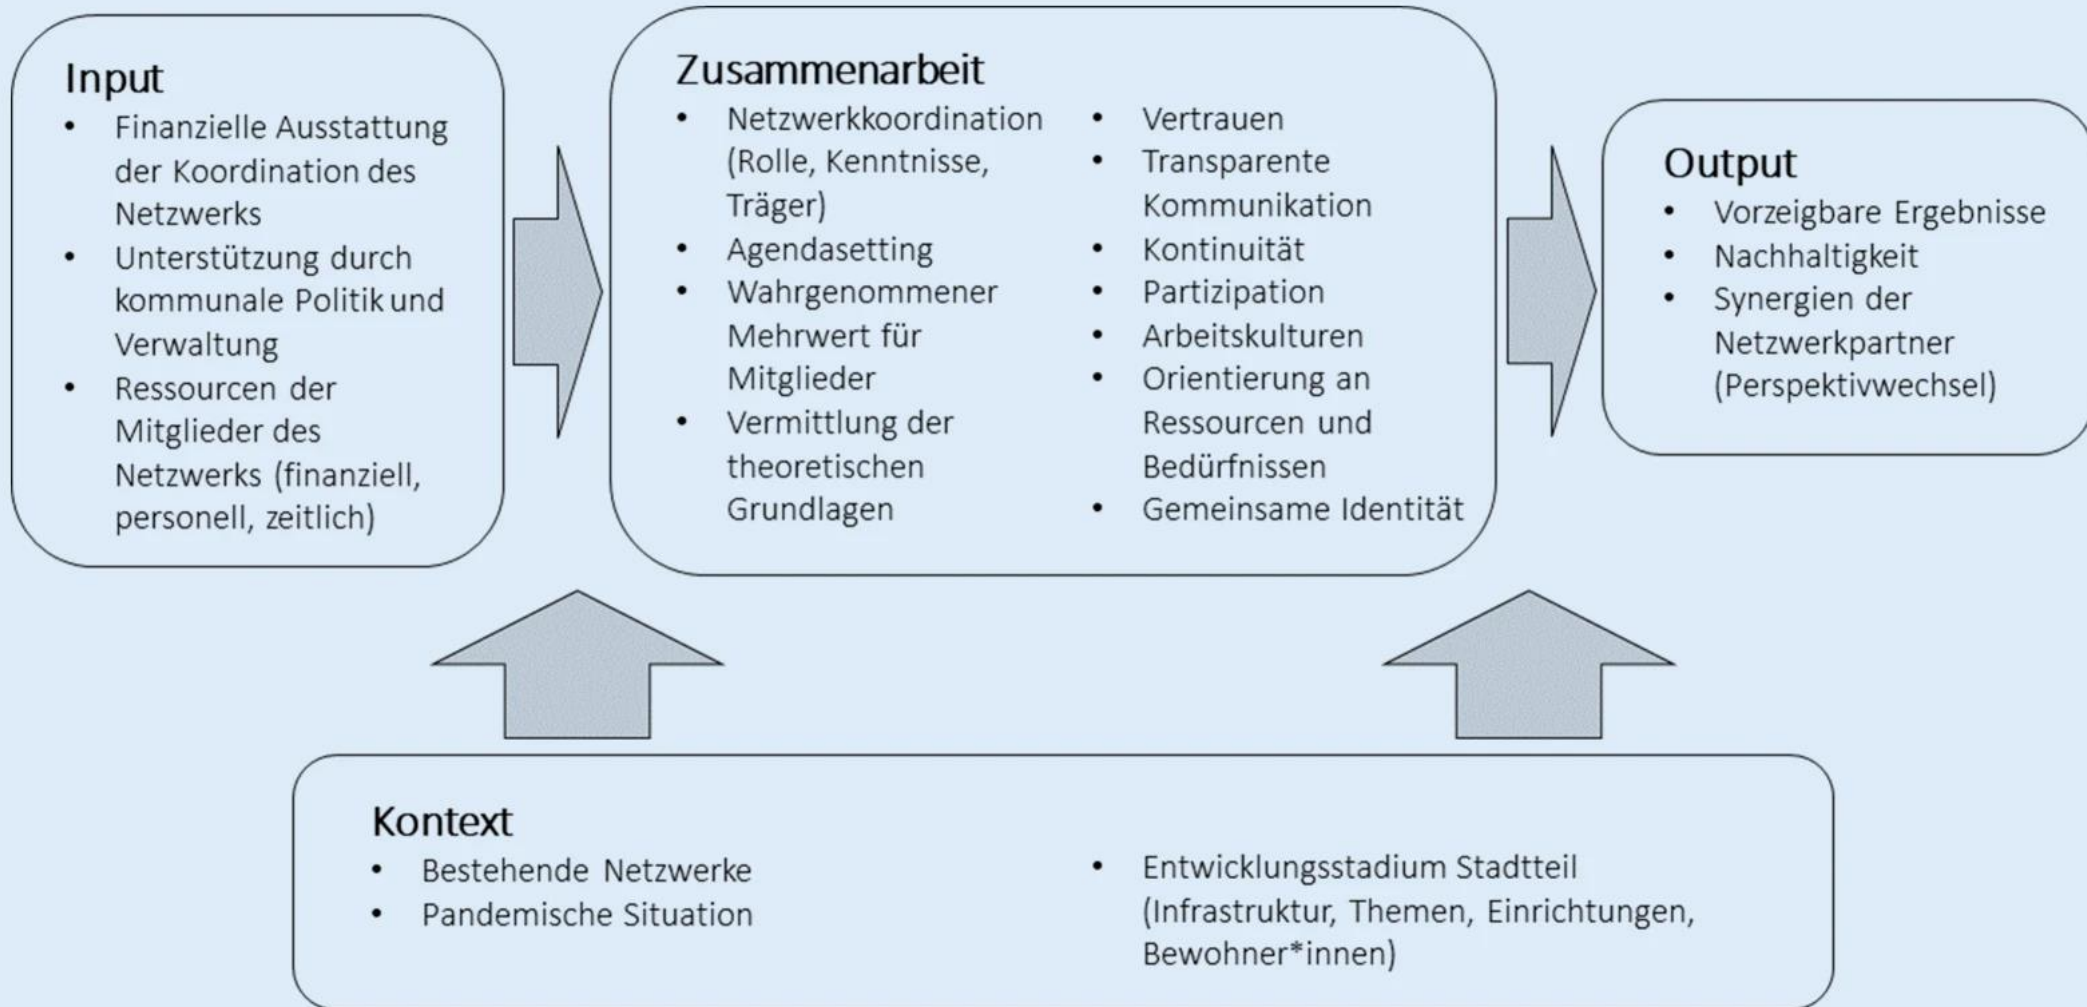 Input
• Finanzielle Ausstattung
der Koordination des
Netzwerks
• Unterstützung durch
kommunale Politik und
Verwaltung
• Ressourcen der
Mitglieder des
Netzwerks (finanziell,
personell, zeitlich)
Zusammenarbeit
• Netzwerkkoordination
(Rolle, Kenntnisse,
Träger)
• Agendasetting
• Wahrgenommener
Mehrwert für
Mitglieder
• Vermittlung der
theoretischen
Grundlagen
• Vertrauen
• Transparente
Kommunikation
• Kontinuität
• Partizipation
• Arbeitskulturen
• Orientierung an
Ressourcen und
Bedürfnissen
• Gemeinsame Identität
Output
• Vorzeigbare Ergebnisse
• Nachhaltigkeit
• Synergien der
Netzwerkpartner
(Perspektivwechsel)
Kontext
• Bestehende Netzwerke
• Pandemische Situation
• Entwicklungsstadium Stadtteil
(Infrastruktur, Themen, Einrichtungen,
Bewohner*innen)